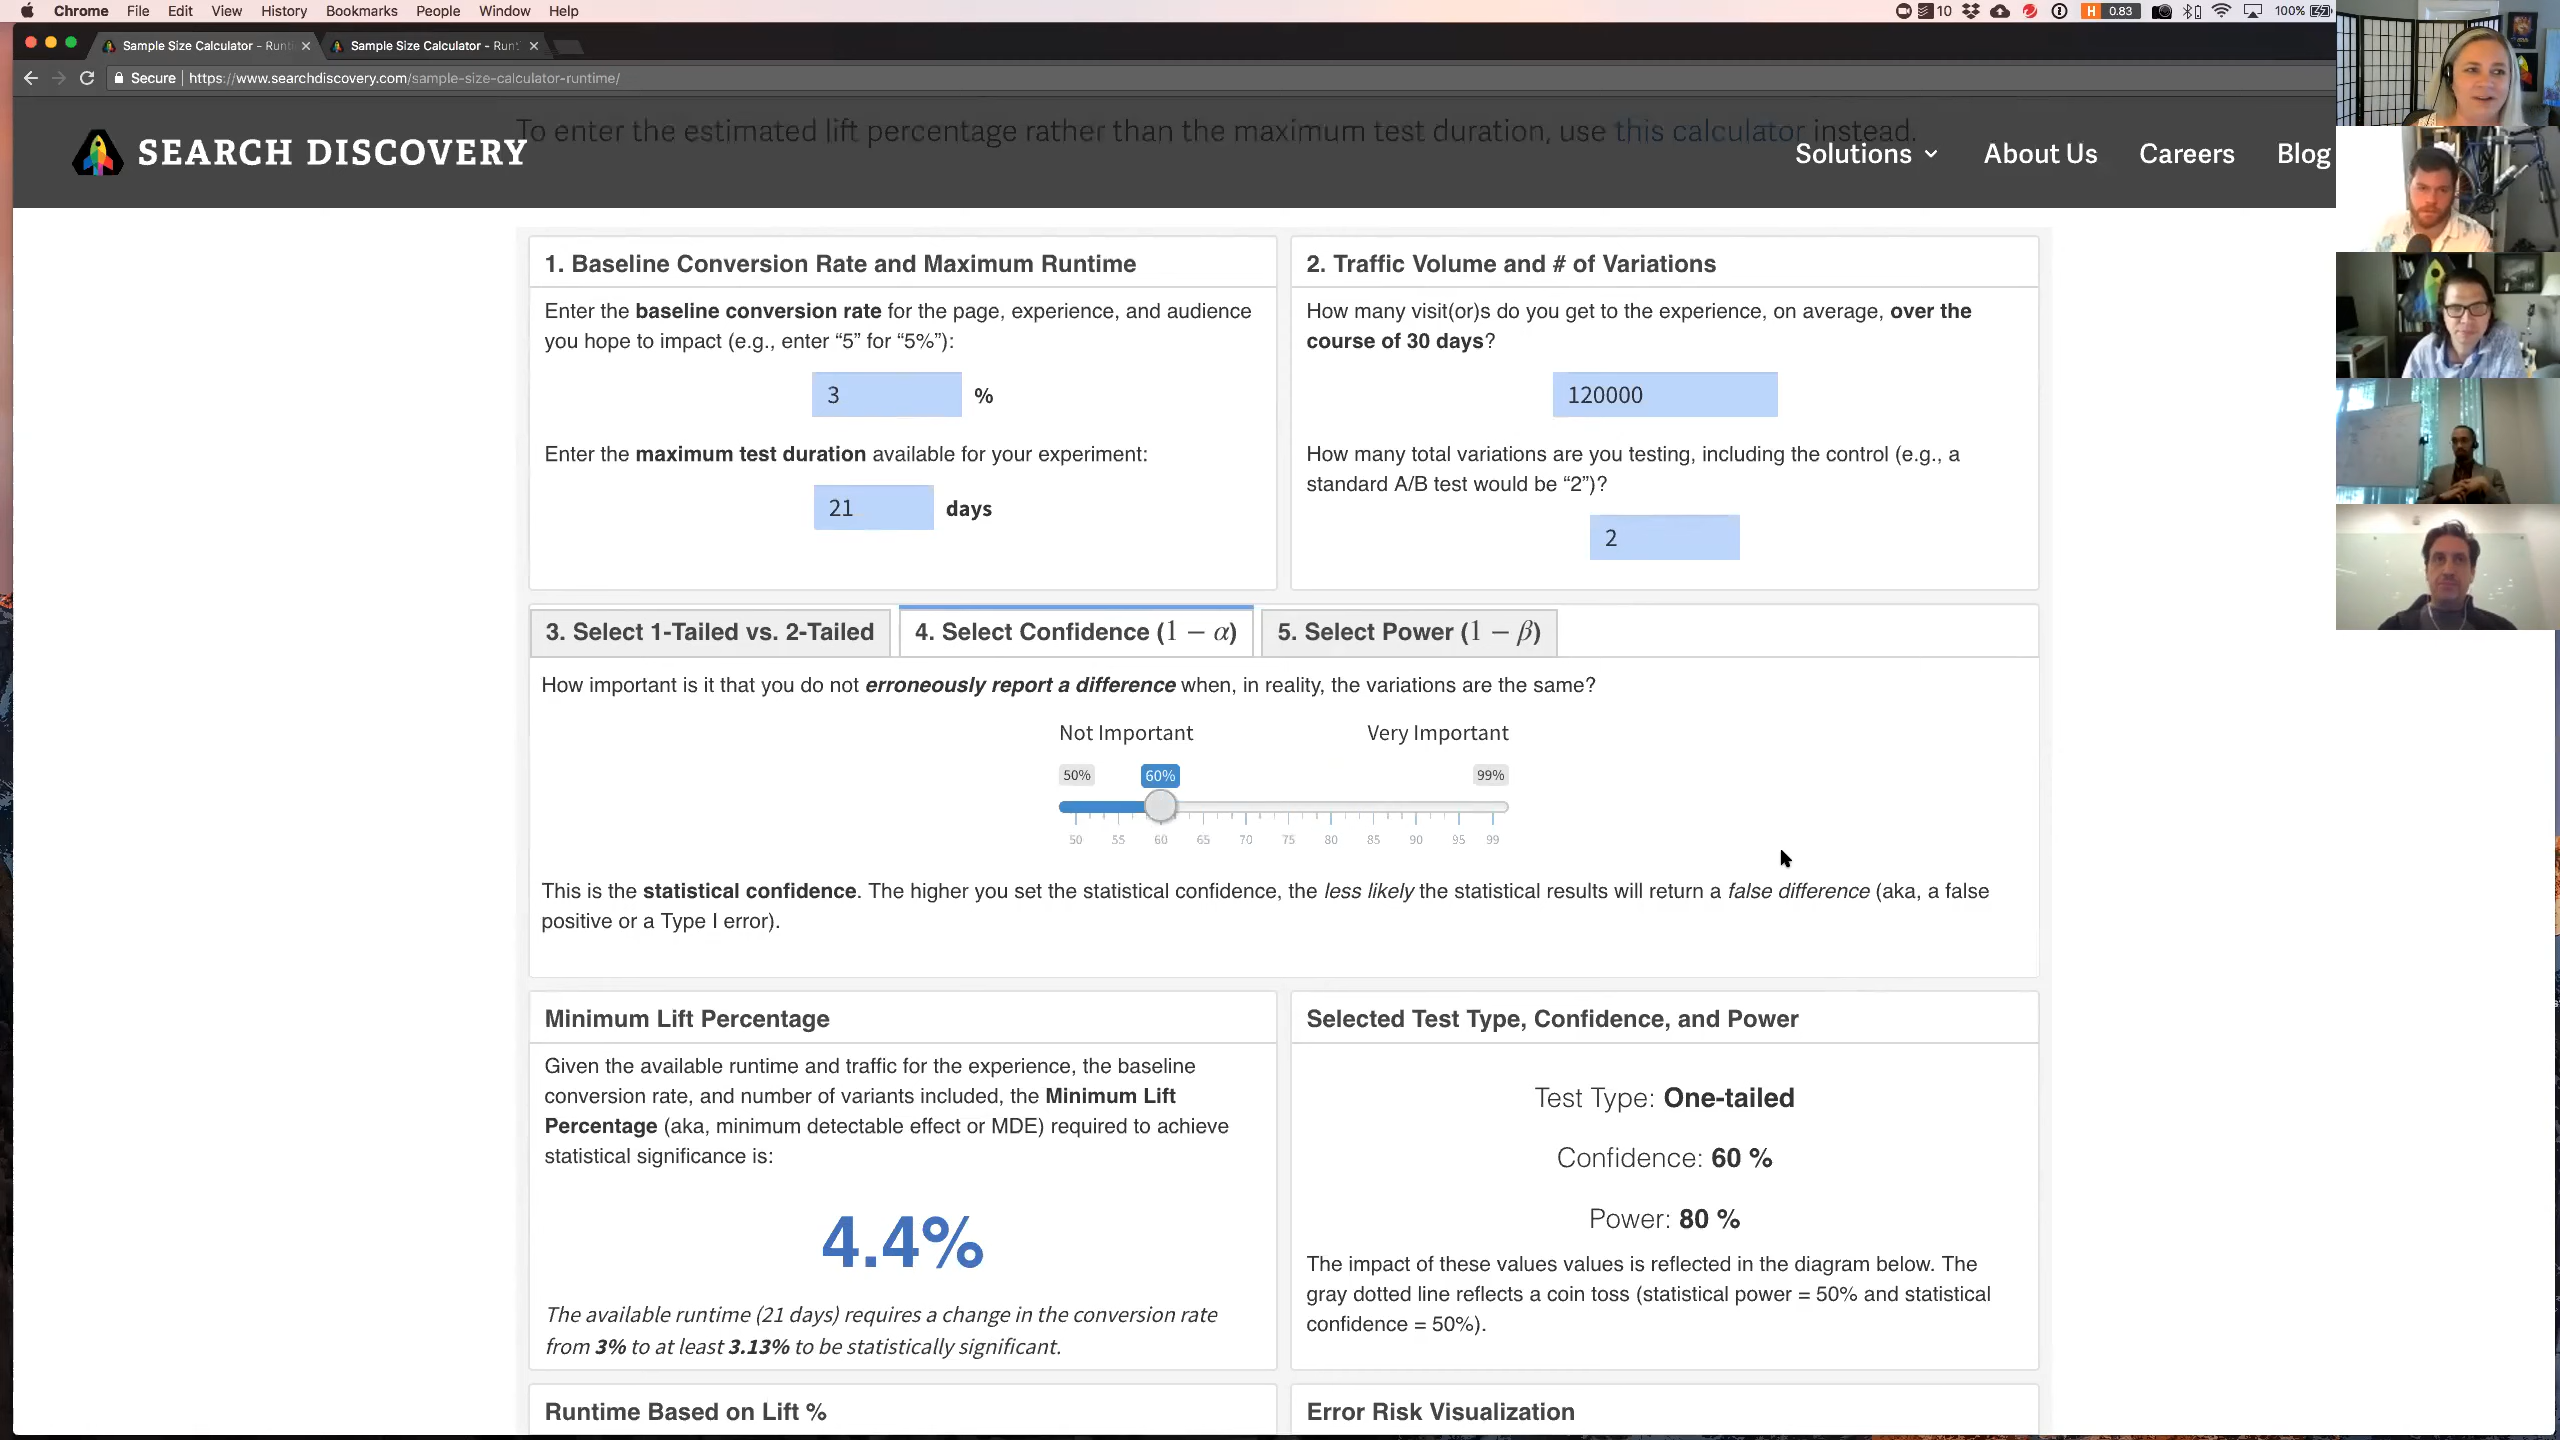 Chrome File Edit View History Bookmarks People Window Help
10 H 0.83 100%
Sample Size Calculator - Runti
Sample Size Calculator - Runt
Secure | https://www.searchdiscovery.com/sample-size-calculator-runtime/
To enter the estimated lift percentage rather than the maximum test duration, use this calculator instead.
SEARCH DISCOVERY
Solutions About Us Careers Blog
1. Baseline Conversion Rate and Maximum Runtime
Enter the baseline conversion rate for the page, experience, and audience
you hope to impact (e.g., enter “5” for “5%”):
3 %
Enter the maximum test duration available for your experiment:
21 days
2. Traffic Volume and # of Variations
How many visit(or)s do you get to the experience, on average, over the
course of 30 days?
120000
How many total variations are you testing, including the control (e.g., a
standard A/B test would be “2”)?
2
3. Select 1-Tailed vs. 2-Tailed
4. Select Confidence (1 − α)
5. Select Power (1 − β)
How important is it that you do not erroneously report a difference when, in reality, the variations are the same?
Not Important Very Important
50% 60% 99%
50 55 60 65 70 75 80 85 90 95 99
This is the statistical confidence. The higher you set the statistical confidence, the less likely the statistical results will return a false difference (aka, a false
positive or a Type I error).
Minimum Lift Percentage
Given the available runtime and traffic for the experience, the baseline
conversion rate, and number of variants included, the Minimum Lift
Percentage (aka, minimum detectable effect or MDE) required to achieve
statistical significance is:
4.4%
The available runtime (21 days) requires a change in the conversion rate
from 3% to at least 3.13% to be statistically significant.
Selected Test Type, Confidence, and Power
Test Type: One-tailed
Confidence: 60 %
Power: 80 %
The impact of these values values is reflected in the diagram below. The
gray dotted line reflects a coin toss (statistical power = 50% and statistical
confidence = 50%).
Runtime Based on Lift %
Error Risk Visualization